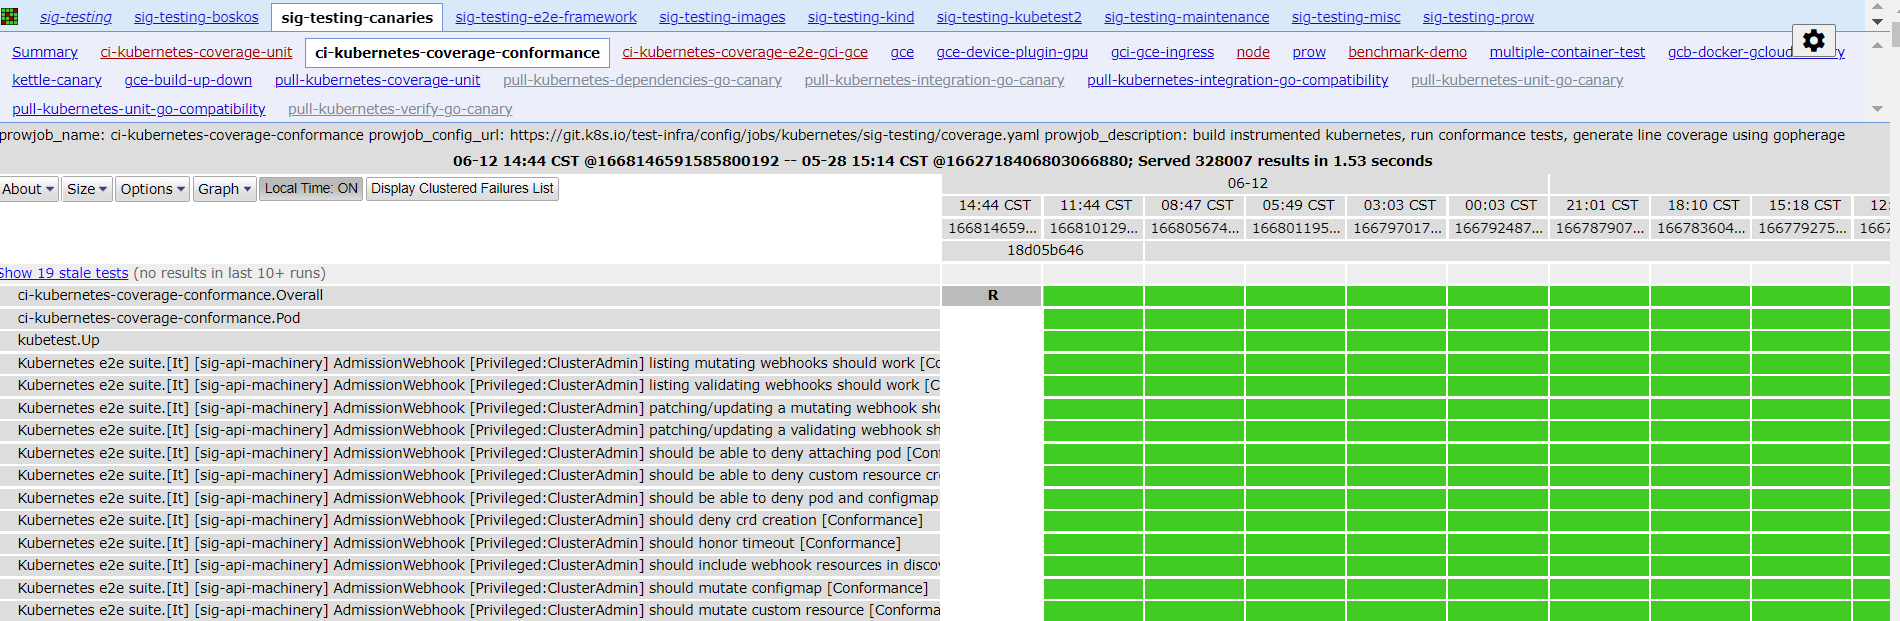 sig-testing sig-testing-boskos sig-testing-canaries sig-testing-e2e-framework sig-testing-images sig-testing-kind sig-testing-kubetest2 sig-testing-maintenance sig-testing-misc sig-testing-prow
Summary ci-kubernetes-coverage-unit ci-kubernetes-coverage-conformance ci-kubernetes-coverage-e2e-gci-gce gce gce-device-plugin-gpu gci-gce-ingress node prow benchmark-demo multiple-container-test gcb-docker-gcloud
kettle-canary gce-build-up-down pull-kubernetes-coverage-unit pull-kubernetes-dependencies-go-canary pull-kubernetes-integration-go-canary pull-kubernetes-integration-go-compatibility pull-kubernetes-unit-go-canary
pull-kubernetes-unit-go-compatibility pull-kubernetes-verify-go-canary
prowjob_name: ci-kubernetes-coverage-conformance prowjob_config_url: https://git.k8s.io/test-infra/config/jobs/kubernetes/sig-testing/coverage.yaml prowjob_description: build instrumented kubernetes, run conformance tests, generate line coverage using gopherage
06-12 14:44 CST @1668146591585800192 -- 05-28 15:14 CST @1662718406803066880; Served 328007 results in 1.53 seconds
About Size Options Graph Local Time: ON Display Clustered Failures List
06-12
14:44 CST 11:44 CST 08:47 CST 05:49 CST 03:03 CST 00:03 CST 21:01 CST 18:10 CST 15:18 CST 12:
166814659... 166810129... 166805674... 166801195... 166797017... 166792487... 166787907... 166783604... 166779275... 1667
18d05b646
Show 19 stale tests (no results in last 10+ runs)
ci-kubernetes-coverage-conformance.Overall R
ci-kubernetes-coverage-conformance.Pod
kubetest.Up
Kubernetes e2e suite.[It] [sig-api-machinery] AdmissionWebhook [Privileged:ClusterAdmin] listing mutating webhooks should work [Co
Kubernetes e2e suite.[It] [sig-api-machinery] AdmissionWebhook [Privileged:ClusterAdmin] listing validating webhooks should work [C
Kubernetes e2e suite.[It] [sig-api-machinery] AdmissionWebhook [Privileged:ClusterAdmin] patching/updating a mutating webhook sho
Kubernetes e2e suite.[It] [sig-api-machinery] AdmissionWebhook [Privileged:ClusterAdmin] patching/updating a validating webhook sh
Kubernetes e2e suite.[It] [sig-api-machinery] AdmissionWebhook [Privileged:ClusterAdmin] should be able to deny attaching pod [Con
Kubernetes e2e suite.[It] [sig-api-machinery] AdmissionWebhook [Privileged:ClusterAdmin] should be able to deny custom resource cr
Kubernetes e2e suite.[It] [sig-api-machinery] AdmissionWebhook [Privileged:ClusterAdmin] should be able to deny pod and configmap
Kubernetes e2e suite.[It] [sig-api-machinery] AdmissionWebhook [Privileged:ClusterAdmin] should deny crd creation [Conformance]
Kubernetes e2e suite.[It] [sig-api-machinery] AdmissionWebhook [Privileged:ClusterAdmin] should honor timeout [Conformance]
Kubernetes e2e suite.[It] [sig-api-machinery] AdmissionWebhook [Privileged:ClusterAdmin] should include webhook resources in disco
Kubernetes e2e suite.[It] [sig-api-machinery] AdmissionWebhook [Privileged:ClusterAdmin] should mutate configmap [Conformance]
Kubernetes e2e suite.[It] [sig-api-machinery] AdmissionWebhook [Privileged:ClusterAdmin] should mutate custom resource [Conforma